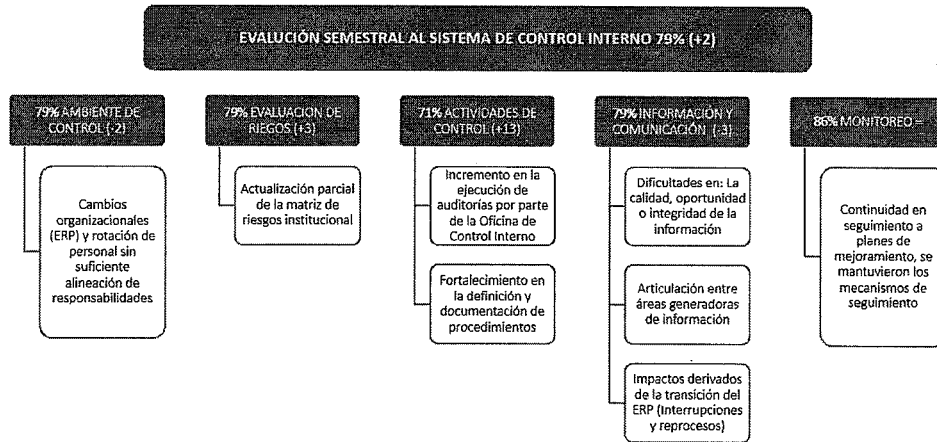 EVALUCIÓN SEMESTRAL AL SISTEMA DE CONTROL INTERNO 79% (+2)
79% AMBIENTE DE
CONTROL (-2)
Cambios
organizacionales
(ERP) y rotación de
personal sin
suficiente
alineación de
responsabilidades
79% EVALUACION DE
RIEGOS (+3)
Actualización parcial
de la matriz de
riesgos institucional
71% ACTIVIDADES DE
CONTROL (+13)
Incremento en la
ejecución de
auditorías por parte
de la Oficina de
Control Interno
Fortalecimiento en
la definición y
documentación de
procedimientos
79% INFORMACIÓN Y
COMUNICACIÓN (-3)
Dificultades en: La
calidad, oportunidad
o integridad de la
información
Articulación entre
áreas generadoras
de información
Impactos derivados
de la transición del
ERP (Interrupciones
y reprocesos)
86% MONITOREO –
Continuidad en
seguimiento a
planes de
mejoramiento, se
mantuvieron los
mecanismos de
seguimiento